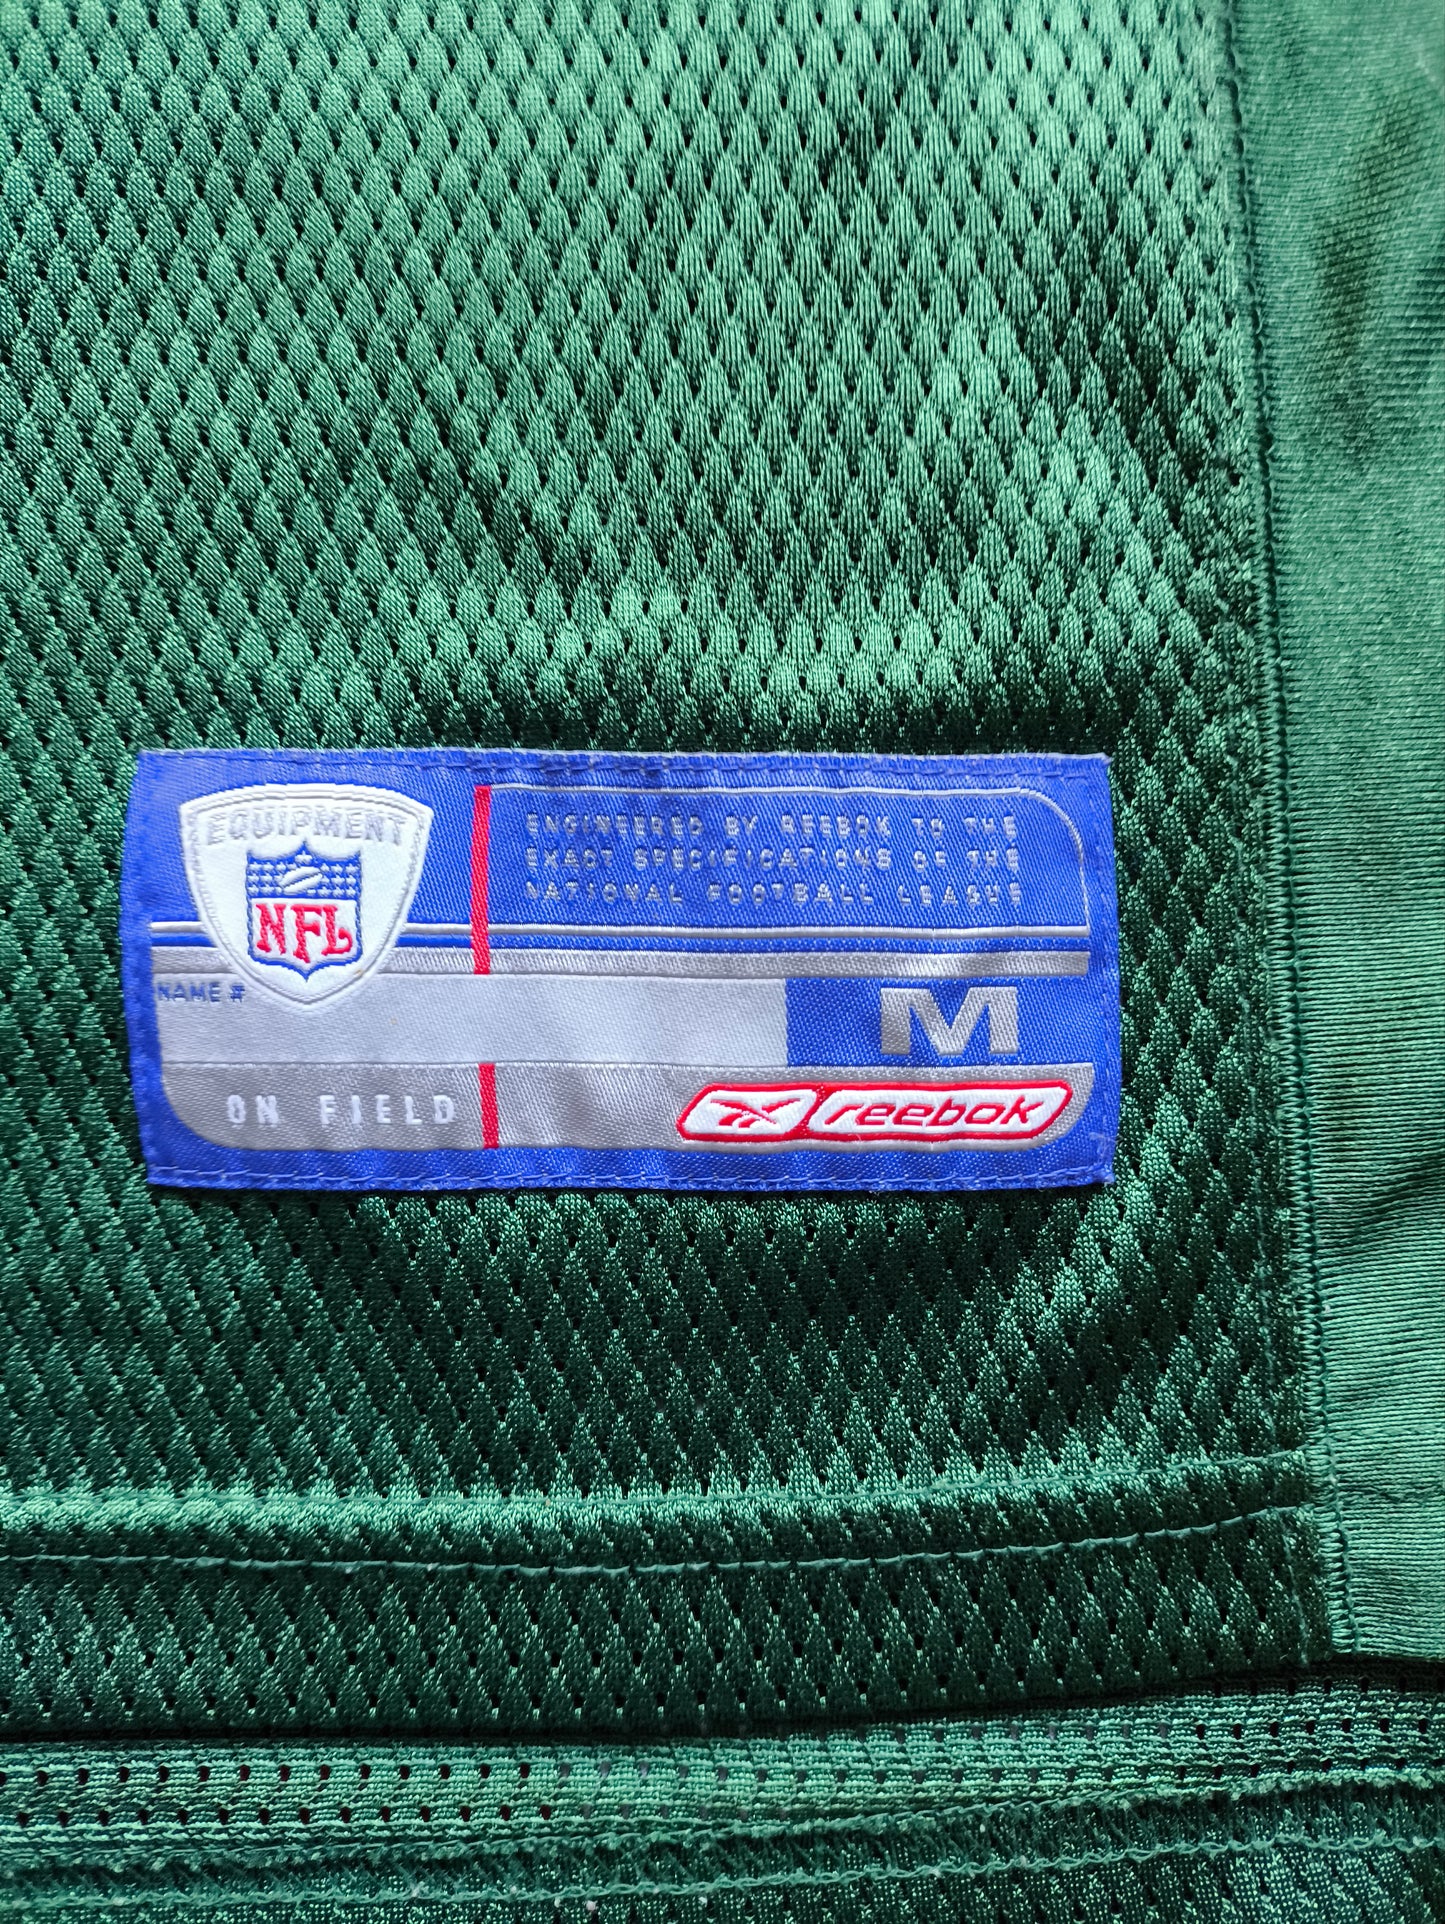 EQUIPMENT
NFL
ENGINEERED BY REEBOK TO THE
EXACT SPECIFICATIONS OF THE
NATIONAL FOOTBALL LEAGUE
NAME #
M
ON FIELD
Reebok